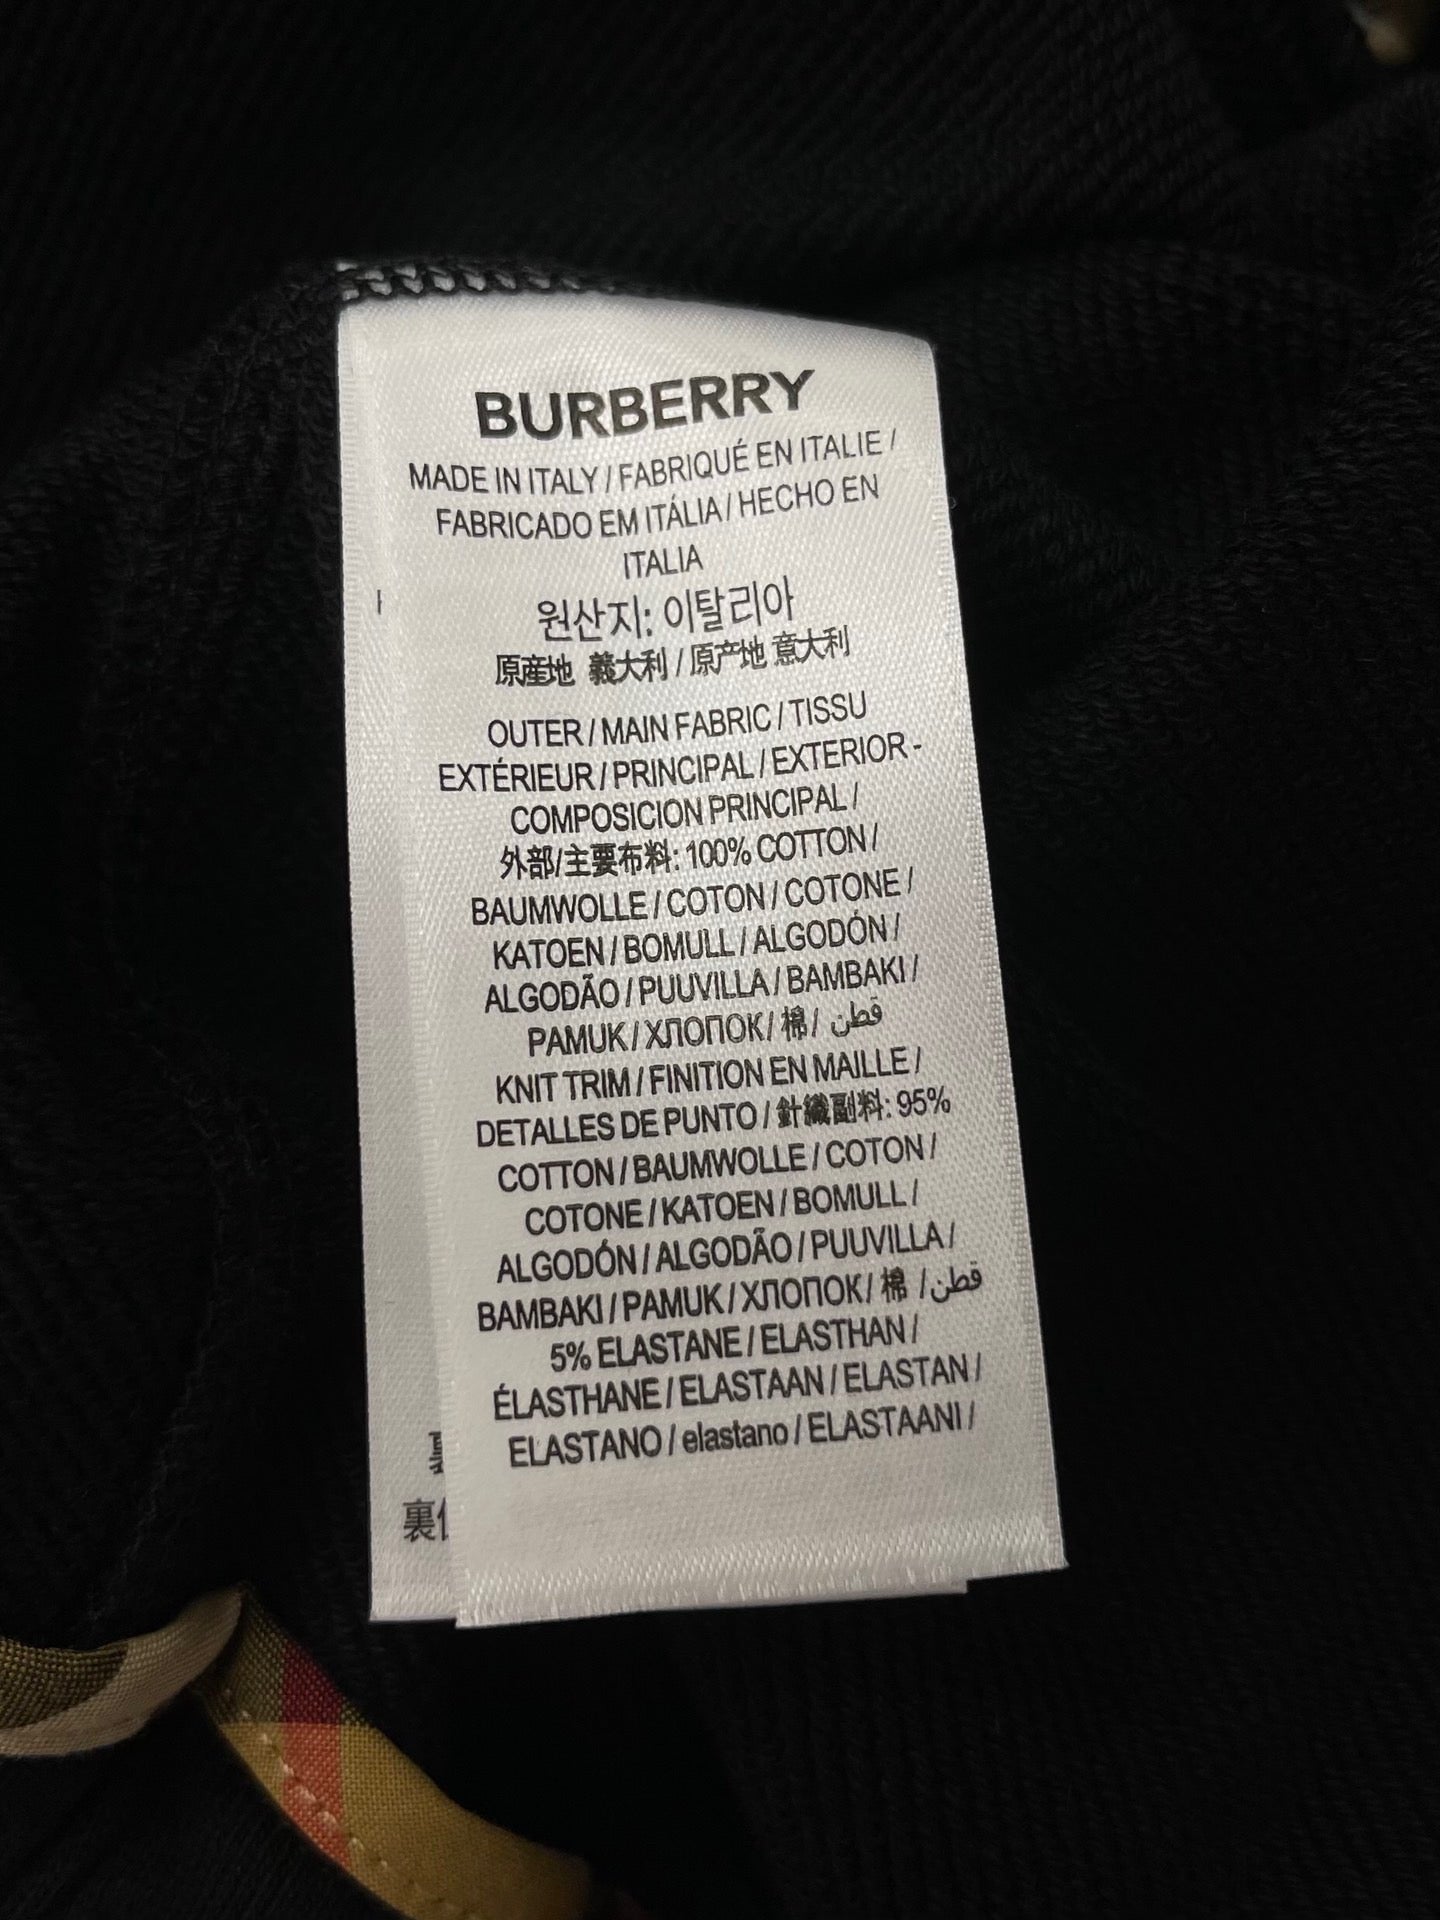 BURBERRY
MADE IN ITALY / FABRIQUÉ EN ITALIE /
FABRICADO EM ITÁLIA / HECHO EN
ITALIA
원산지: 이탈리아
原産地 義大利 / 原产地 意大利
OUTER / MAIN FABRIC / TISSU
EXTÉRIEUR / PRINCIPAL / EXTERIOR -
COMPOSICION PRINCIPAL /
外部/主要布料: 100% COTTON /
BAUMWOLLE / COTON / COTONE /
KATOEN / BOMULL / ALGODÓN /
ALGODÃO / PUUVILLA / BAMBAKI /
PAMUK / ХЛОПОК / 棉 / قطن
KNIT TRIM / FINITION EN MAILLE /
DETALLES DE PUNTO / 針織副料: 95%
COTTON / BAUMWOLLE / COTON /
COTONE / KATOEN / BOMULL /
ALGODÓN / ALGODÃO / PUUVILLA /
BAMBAKI / PAMUK / ХЛОПОК / 棉 / قطن
5% ELASTANE / ELASTHAN /
ÉLASTHANE / ELASTAAN / ELASTAN /
ELASTANO / elastano / ELASTAANI /
裏